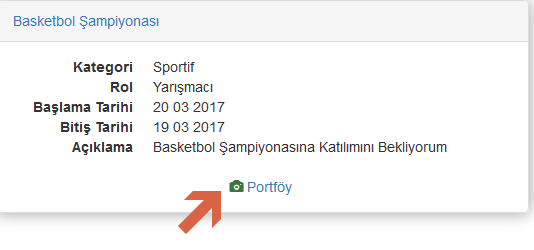 Basketbol Şampiyonası
Kategori Sportif
Rol Yarışmacı
Başlama Tarihi 20 03 2017
Bitiş Tarihi 19 03 2017
Açıklama Basketbol Şampiyonasına Katılımını Bekliyorum
Portföy